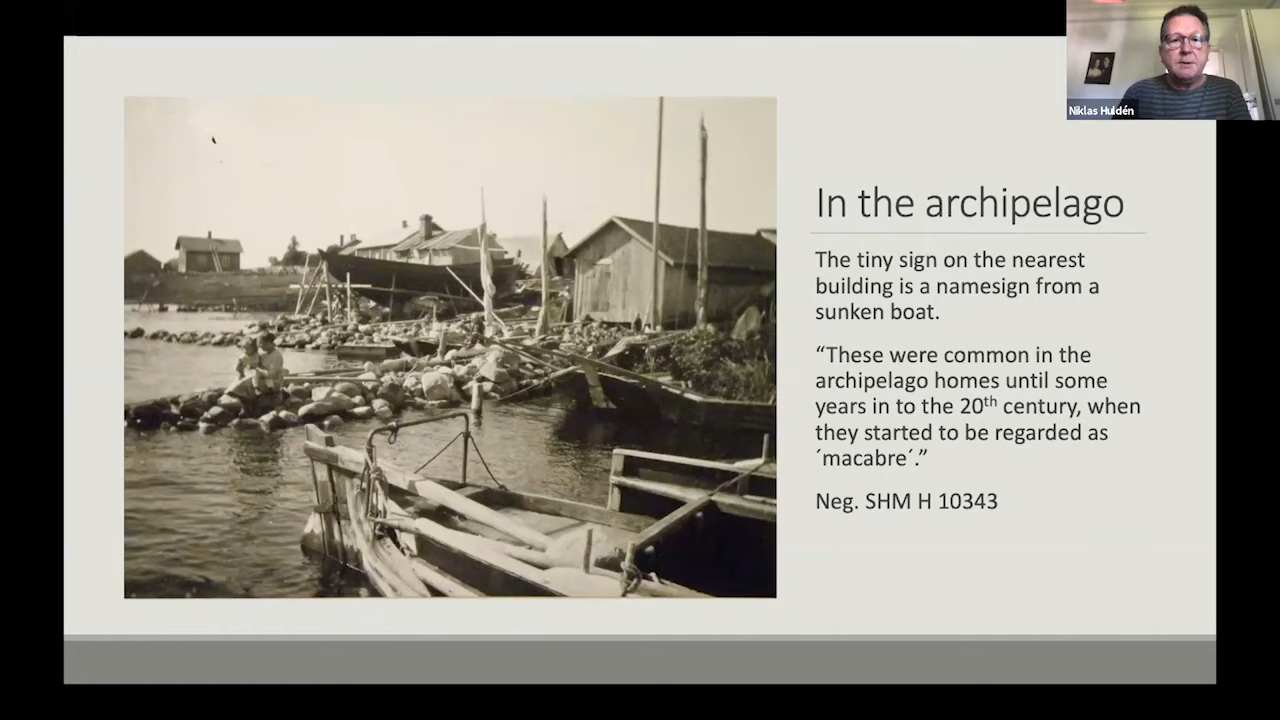 Niklas Huldén
In the archipelago
The tiny sign on the nearest
building is a namesign from a
sunken boat.
“These were common in the
archipelago homes until some
years in to the 20th century, when
they started to be regarded as
´macabre´.”
Neg. SHM H 10343